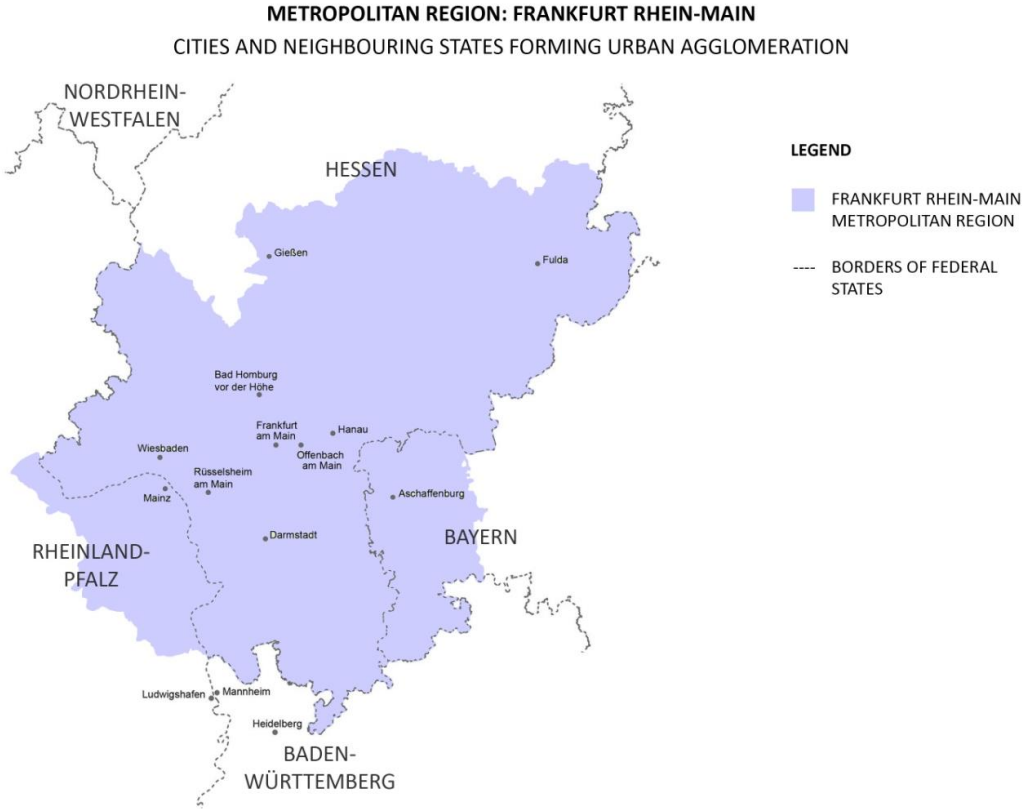 METROPOLITAN REGION: FRANKFURT RHEIN-MAIN
CITIES AND NEIGHBOURING STATES FORMING URBAN AGGLOMERATION
NORDRHEIN-
WESTFALEN
HESSEN
LEGEND
FRANKFURT RHEIN-MAIN
METROPOLITAN REGION
BORDERS OF FEDERAL
STATES
Gießen
Fulda
Bad Homburg
vor der Höhe
Frankfurt
am Main
Hanau
Offenbach
am Main
Wiesbaden
Rüsselsheim
am Main
Mainz
Aschaffenburg
Darmstadt
BAYERN
RHEINLAND-
PFALZ
Ludwigshafen
Mannheim
Heidelberg
BADEN-
WÜRTTEMBERG